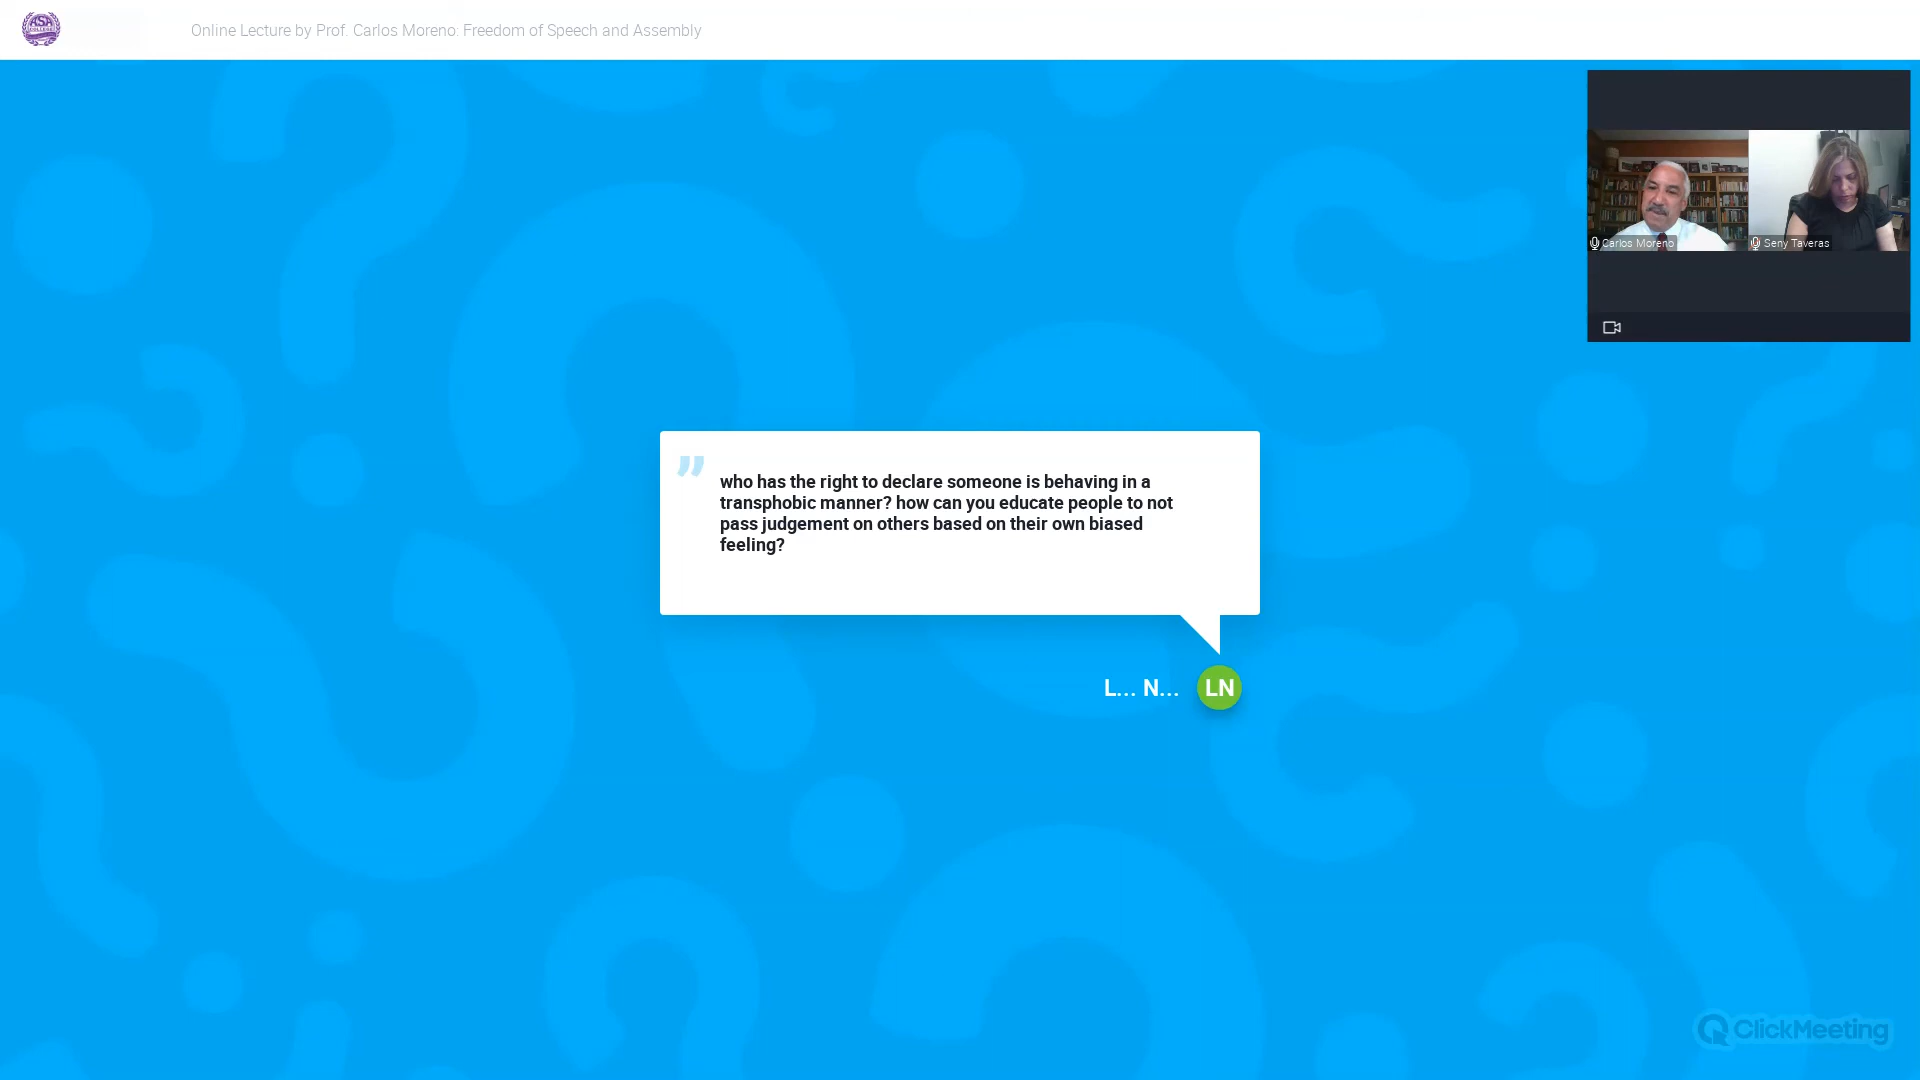 ASA
COLLEGE
Online Lecture by Prof. Carlos Moreno: Freedom of Speech and Assembly
Carlos Moreno
Seny Taveras
”
who has the right to declare someone is behaving in a
transphobic manner? how can you educate people to not
pass judgement on others based on their own biased
feeling?
L... N...
LN
ClickMeeting